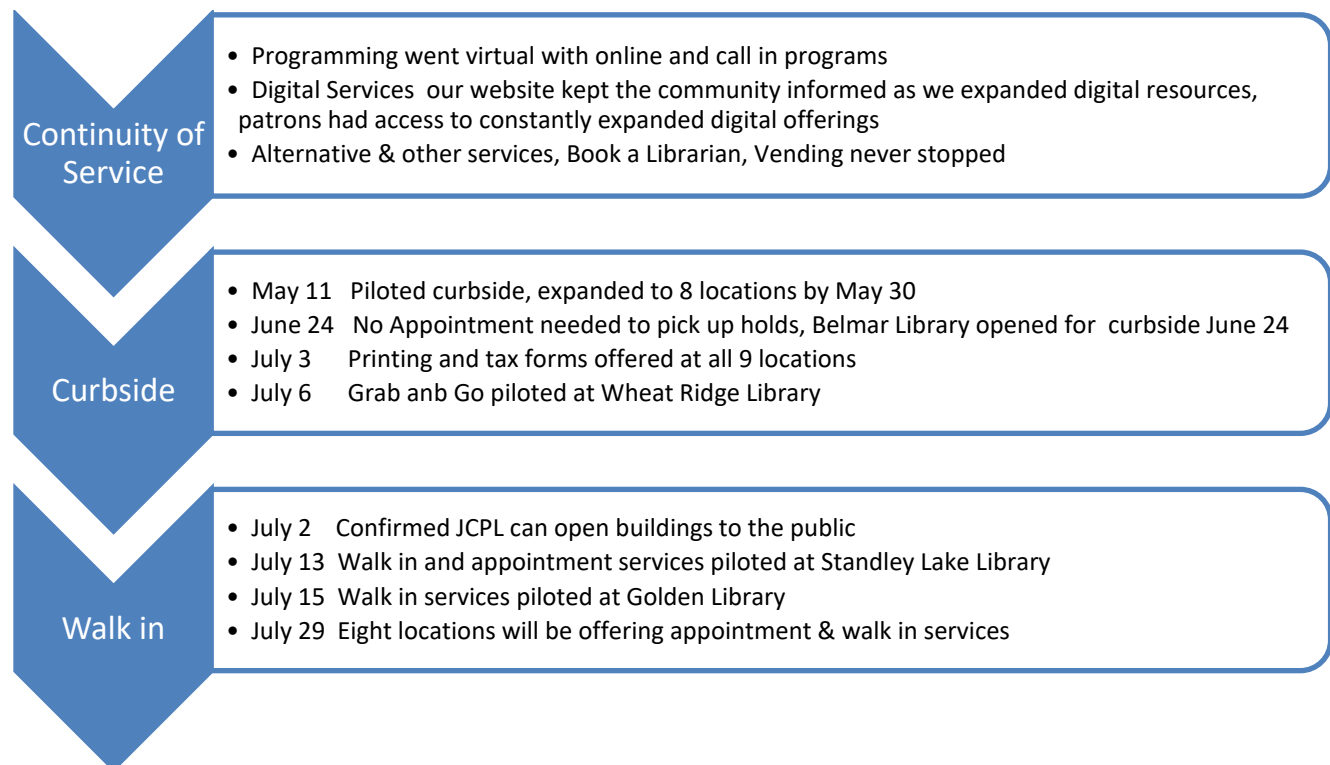 Continuity of
Service
• Programming went virtual with online and call in programs
• Digital Services  our website kept the community informed as we expanded digital resources,
patrons had access to constantly expanded digital offerings
• Alternative & other services, Book a Librarian, Vending never stopped
Curbside
• May 11   Piloted curbside, expanded to 8 locations by May 30
• June 24   No Appointment needed to pick up holds, Belmar Library opened for  curbside June 24
• July 3     Printing and tax forms offered at all 9 locations
• July 6     Grab anb Go piloted at Wheat Ridge Library
Walk in
• July 2    Confirmed JCPL can open buildings to the public
• July 13  Walk in and appointment services piloted at Standley Lake Library
• July 15  Walk in services piloted at Golden Library
• July 29  Eight locations will be offering appointment & walk in services